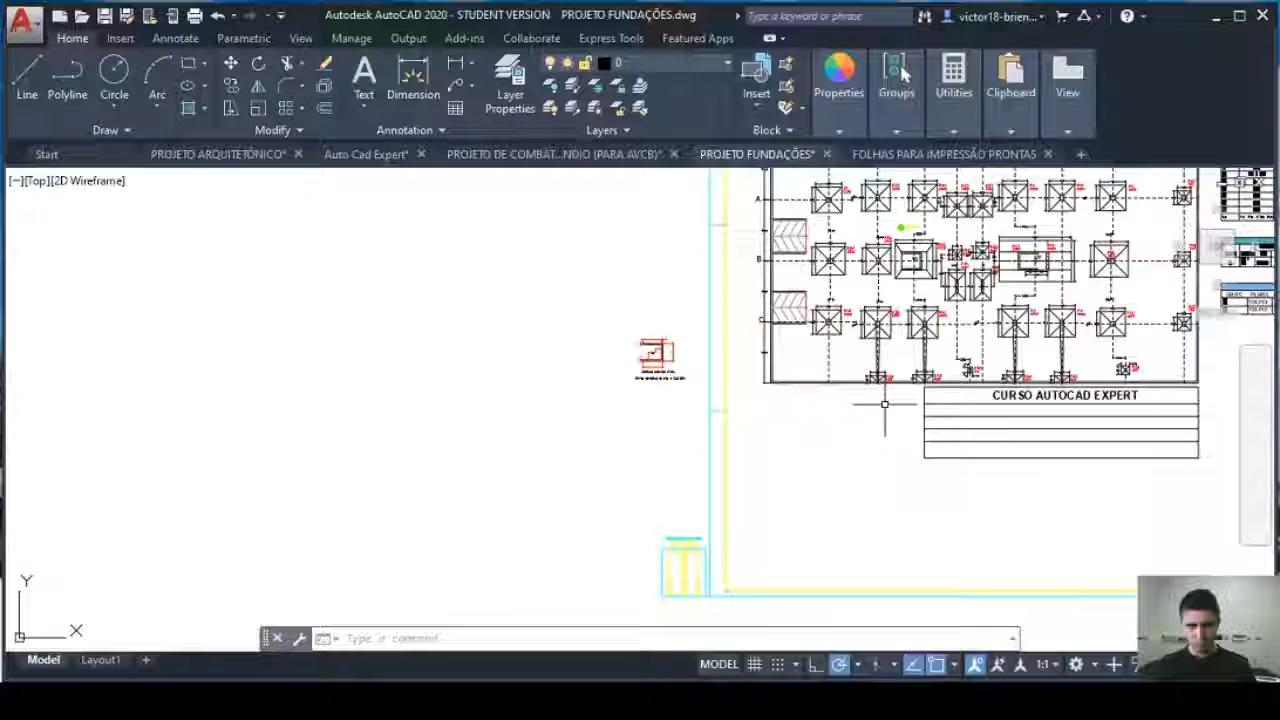 Autodesk AutoCAD 2020 - STUDENT VERSION PROJETO FUNDAÇÕES.dwg
Type a keyword or phrase
victor18-brien...
Home Insert Annotate Parametric View Manage Output Add-ins Collaborate Express Tools Featured Apps
0
Line Polyline Circle Arc Text Dimension Layer Properties Insert Properties Groups Utilities Clipboard View
Draw Modify Annotation Layers Block
Start PROJETO ARQUITETÔNICO* Auto Cad Expert* PROJETO DE COMBAT...NDIO (PARA AVCB)* PROJETO FUNDAÇÕES* FOLHAS PARA IMPRESSÃO PRONTAS
[−][Top][2D Wireframe]
A
B
C
CURSO AUTOCAD EXPERT
Y
X
Type a command
Model Layout1
MODEL 1:1